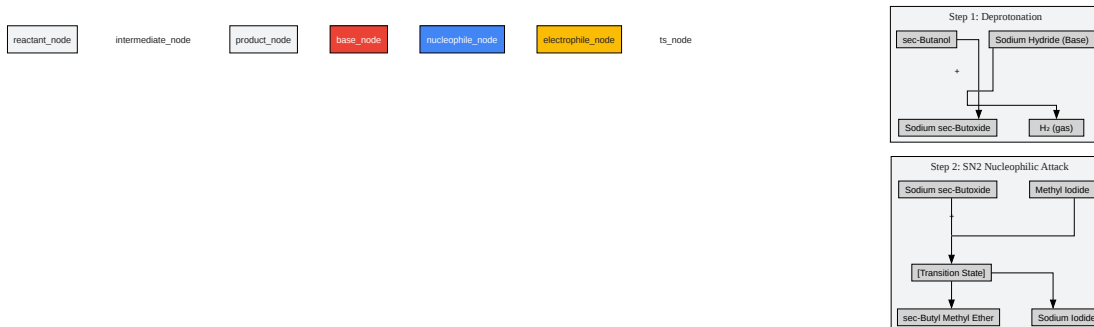 reactant_node
intermediate_node
product_node
base_node
nucleophile_node
electrophile_node
ts_node
Step 1: Deprotonation
sec-Butanol
Sodium Hydride (Base)
+
Sodium sec-Butoxide
H₂ (gas)
Step 2: SN2 Nucleophilic Attack
Sodium sec-Butoxide
Methyl Iodide
+
[Transition State]
sec-Butyl Methyl Ether
Sodium Iodide